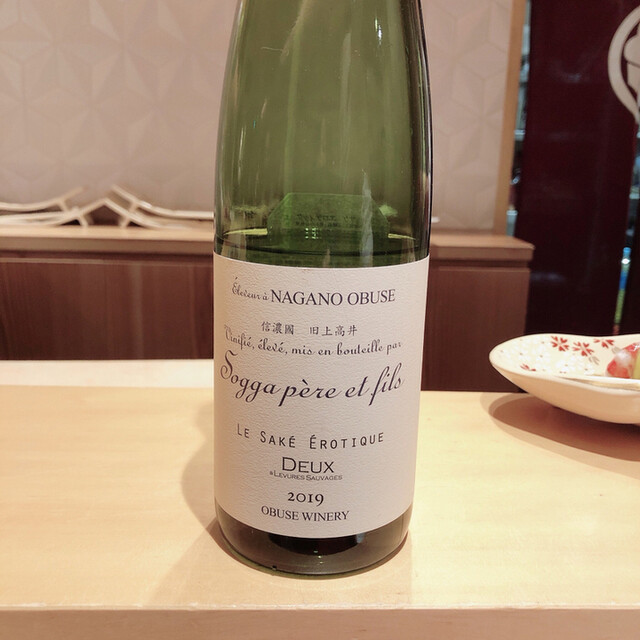 Éleveur à NAGANO OBUSE
信濃國 旧上高井
Vinifié, élevé, mis en bouteille par
Sogga père et fils
LE SAKÉ ÉROTIQUE
DEUX
&LEVURES SAUVAGES
2019
OBUSE WINERY